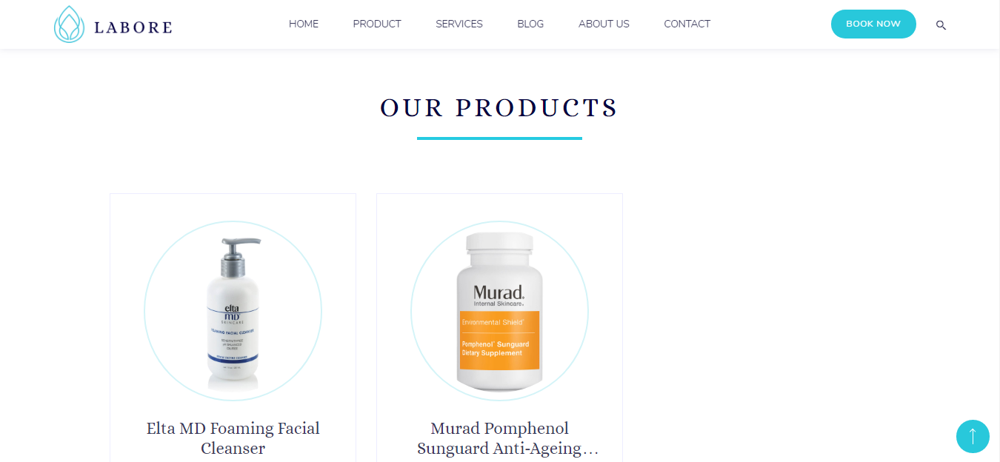 LABORE
HOME
PRODUCT
SERVICES
BLOG
ABOUT US
CONTACT
BOOK NOW
OUR PRODUCTS
elta
MD
SKINCARE
FOAMING FACIAL CLEANSER
Murad.
Internal Skincare.
Environmental Shield®
Pomphenol® Sunguard
Dietary Supplement
Elta MD Foaming Facial
Cleanser
Murad Pomphenol
Sunguard Anti-Ageing...